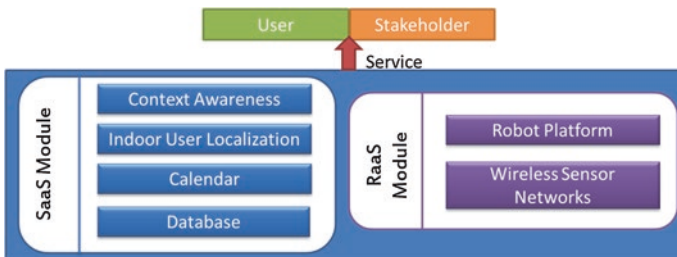 User
Stakeholder
Service
SaaS Module
Context Awareness
Indoor User Localization
Calendar
Database
RaaS
Module
Robot Platform
Wireless Sensor
Networks